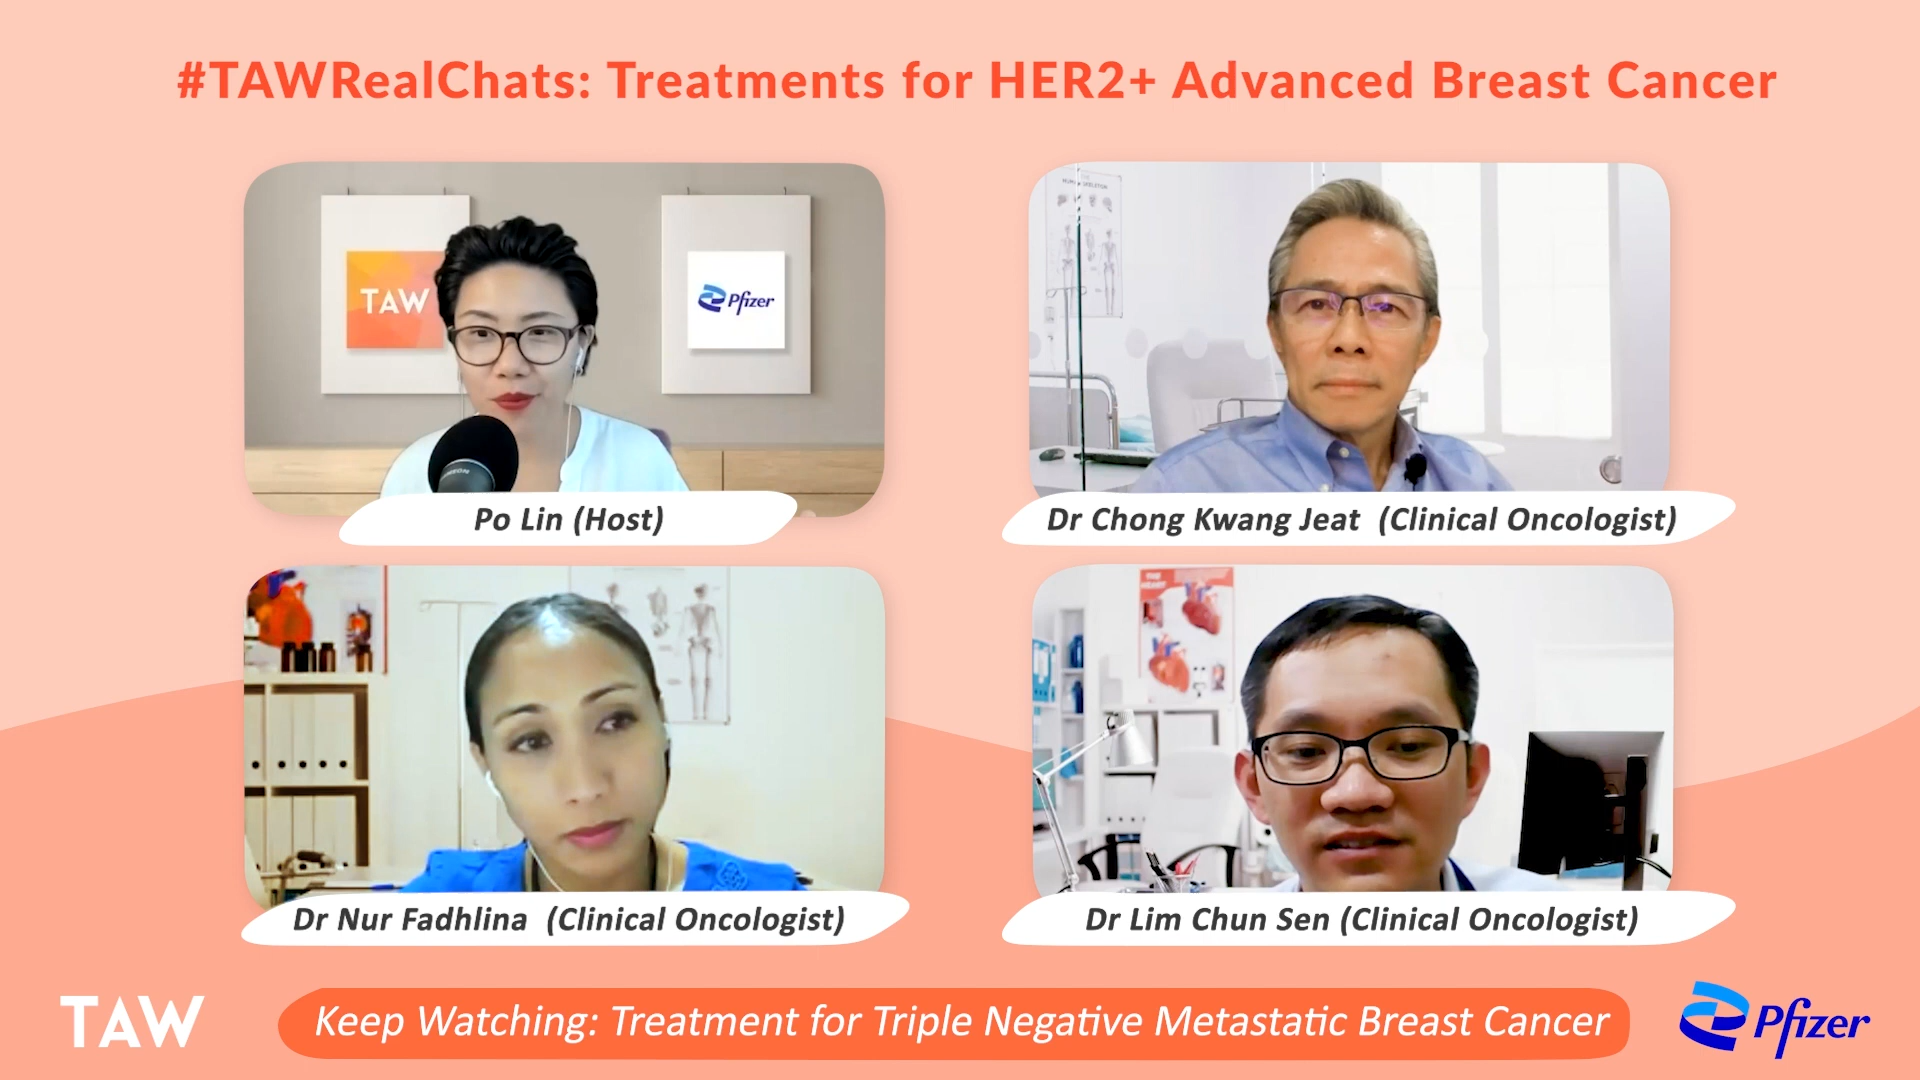 #TAWRealChats: Treatments for HER2+ Advanced Breast Cancer
TAW
Pfizer
Po Lin (Host)
Dr Chong Kwang Jeat (Clinical Oncologist)
THE
HEART
Dr Nur Fadhlina (Clinical Oncologist)
Dr Lim Chun Sen (Clinical Oncologist)
TAW
Keep Watching: Treatment for Triple Negative Metastatic Breast Cancer
Pfizer